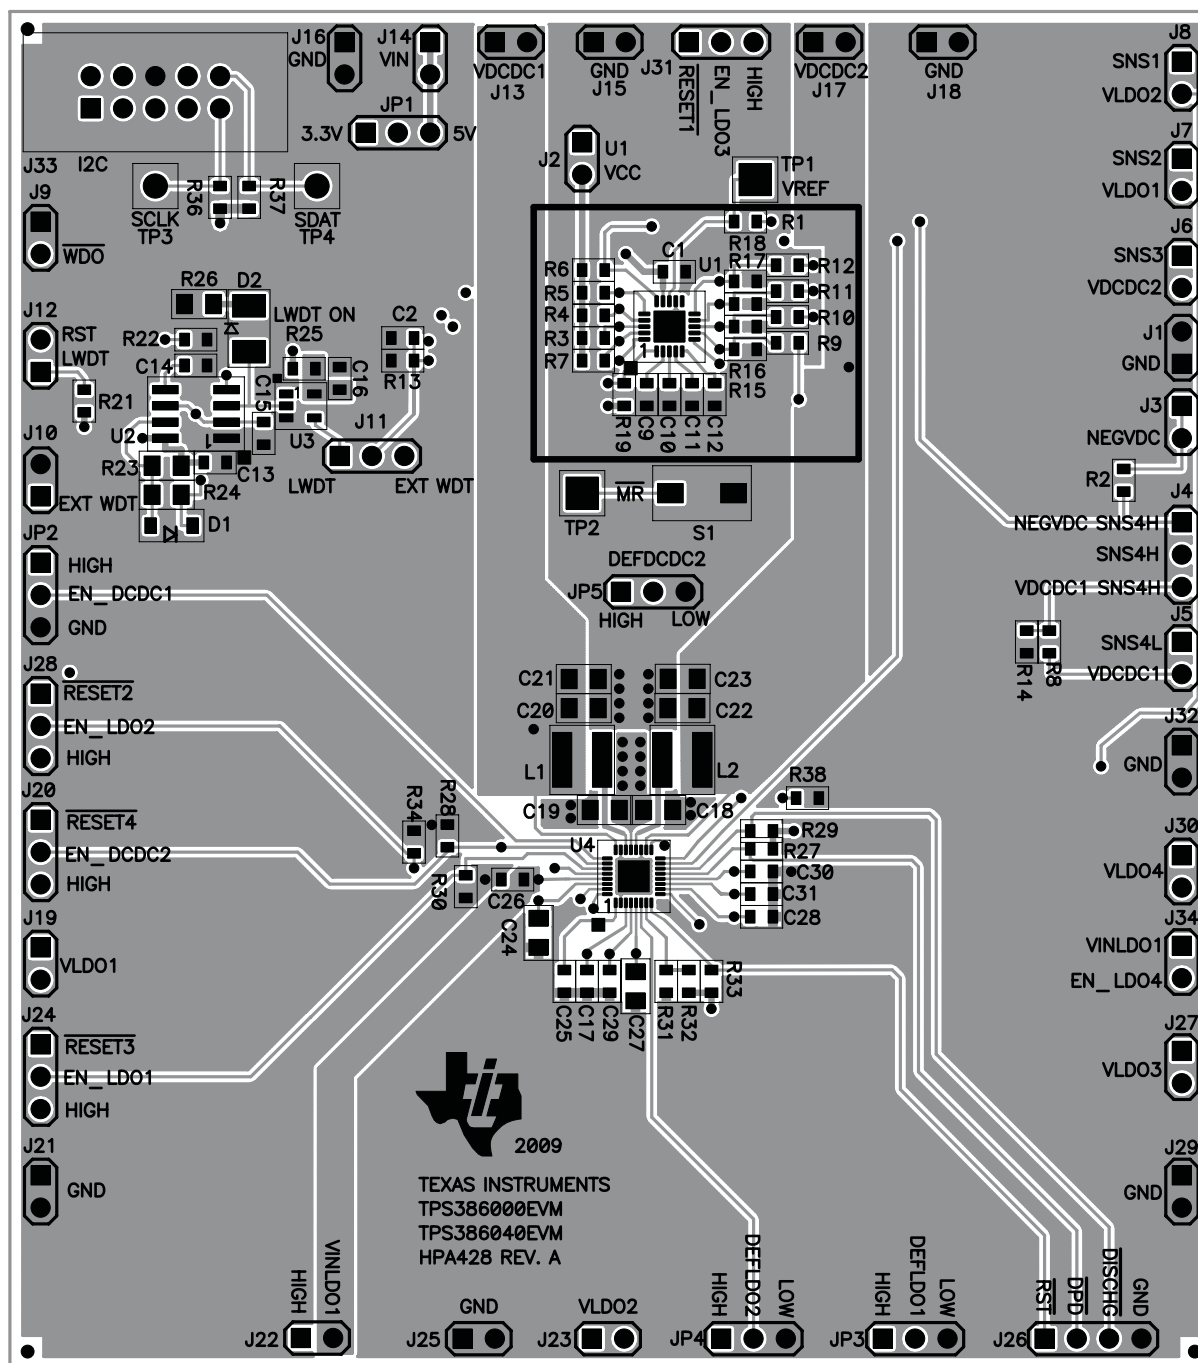 J16
GND
J14
VIN
VDCDC1
J13
GND
J15
J31
RESET1
EN_LDO3
HIGH
VDCDC2
J17
GND
J18
J8
SNS1
VLDO2
JP1
3.3V
5V
J33
I2C
J2
U1
VCC
TP1
VREF
J7
SNS2
VLDO1
J9
WDO
SCLK
TP3
R36
R37
SDAT
TP4
R1
R18
J6
SNS3
VDCDC2
R6
R5
R4
R3
R7
C1
U1
R17
R12
R11
R10
R9
R16
R15
R19
C9
C10
C11
C12
J12
RST
LWDT
R26
D2
LWDT ON
R22
C14
R25
C2
R13
C16
C15
1
R21
U2
1
U3
J11
LWDT
EXT WDT
J1
GND
J3
NEGVDC
R2
J10
EXT WDT
R23
R24
C13
D1
TP2
MR
S1
J4
NEGVDC SNS4H
SNS4H
VDCDC1 SNS4H
JP2
HIGH
EN_DCDC1
GND
DEFDCDC2
JP5
HIGH
LOW
J5
SNS4L
VDCDC1
R14
R8
J28
RESET2
EN_LDO2
HIGH
C21
C20
C23
C22
L1
L2
J32
GND
C19
C18
R38
J20
RESET4
EN_DCDC2
HIGH
R34
R28
R30
U4
1
R29
R27
C30
C31
C28
C26
C24
J30
VLDO4
J19
VLDO1
C25
C17
C29
C27
R31
R32
R33
J34
VINLDO1
EN_LDO4
J24
RESET3
EN_LDO1
HIGH
J27
VLDO3
2009
J21
GND
TEXAS INSTRUMENTS
TPS386000EVM
TPS386040EVM
HPA428 REV. A
J29
GND
HIGH
VINLDO1
J22
GND
J25
VLDO2
J23
HIGH
DEFLDO2
LOW
JP4
HIGH
DEFLDO1
LOW
JP3
RST
DPD
DISCHG
GND
J26